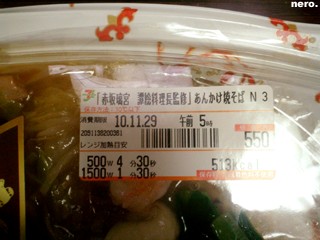 nero.
「赤坂璃宮 譚総料理長監修」あんかけ焼そば N 3
消費期限 10.11.29 午前 5時
レンジ加熱目安
550
500W 4分30秒
1500W 1分30秒
513kcal